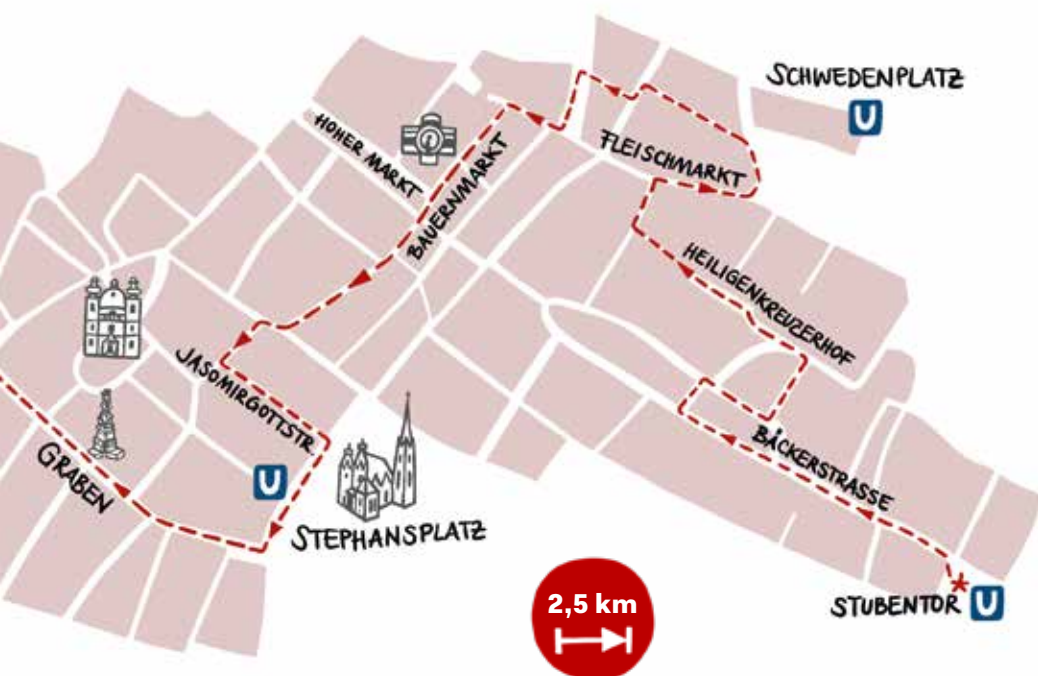 SCHWEDENPLATZ
U
HOHER MARKT
FLEISCHMARKT
BAUERNMARKT
HEILIGENKREUZERHOF
JASOMIRGOTTSTR.
BÄCKERSTRASSE
GRABEN
U
STEPHANSPLATZ
2,5 km
STUBENTOR U